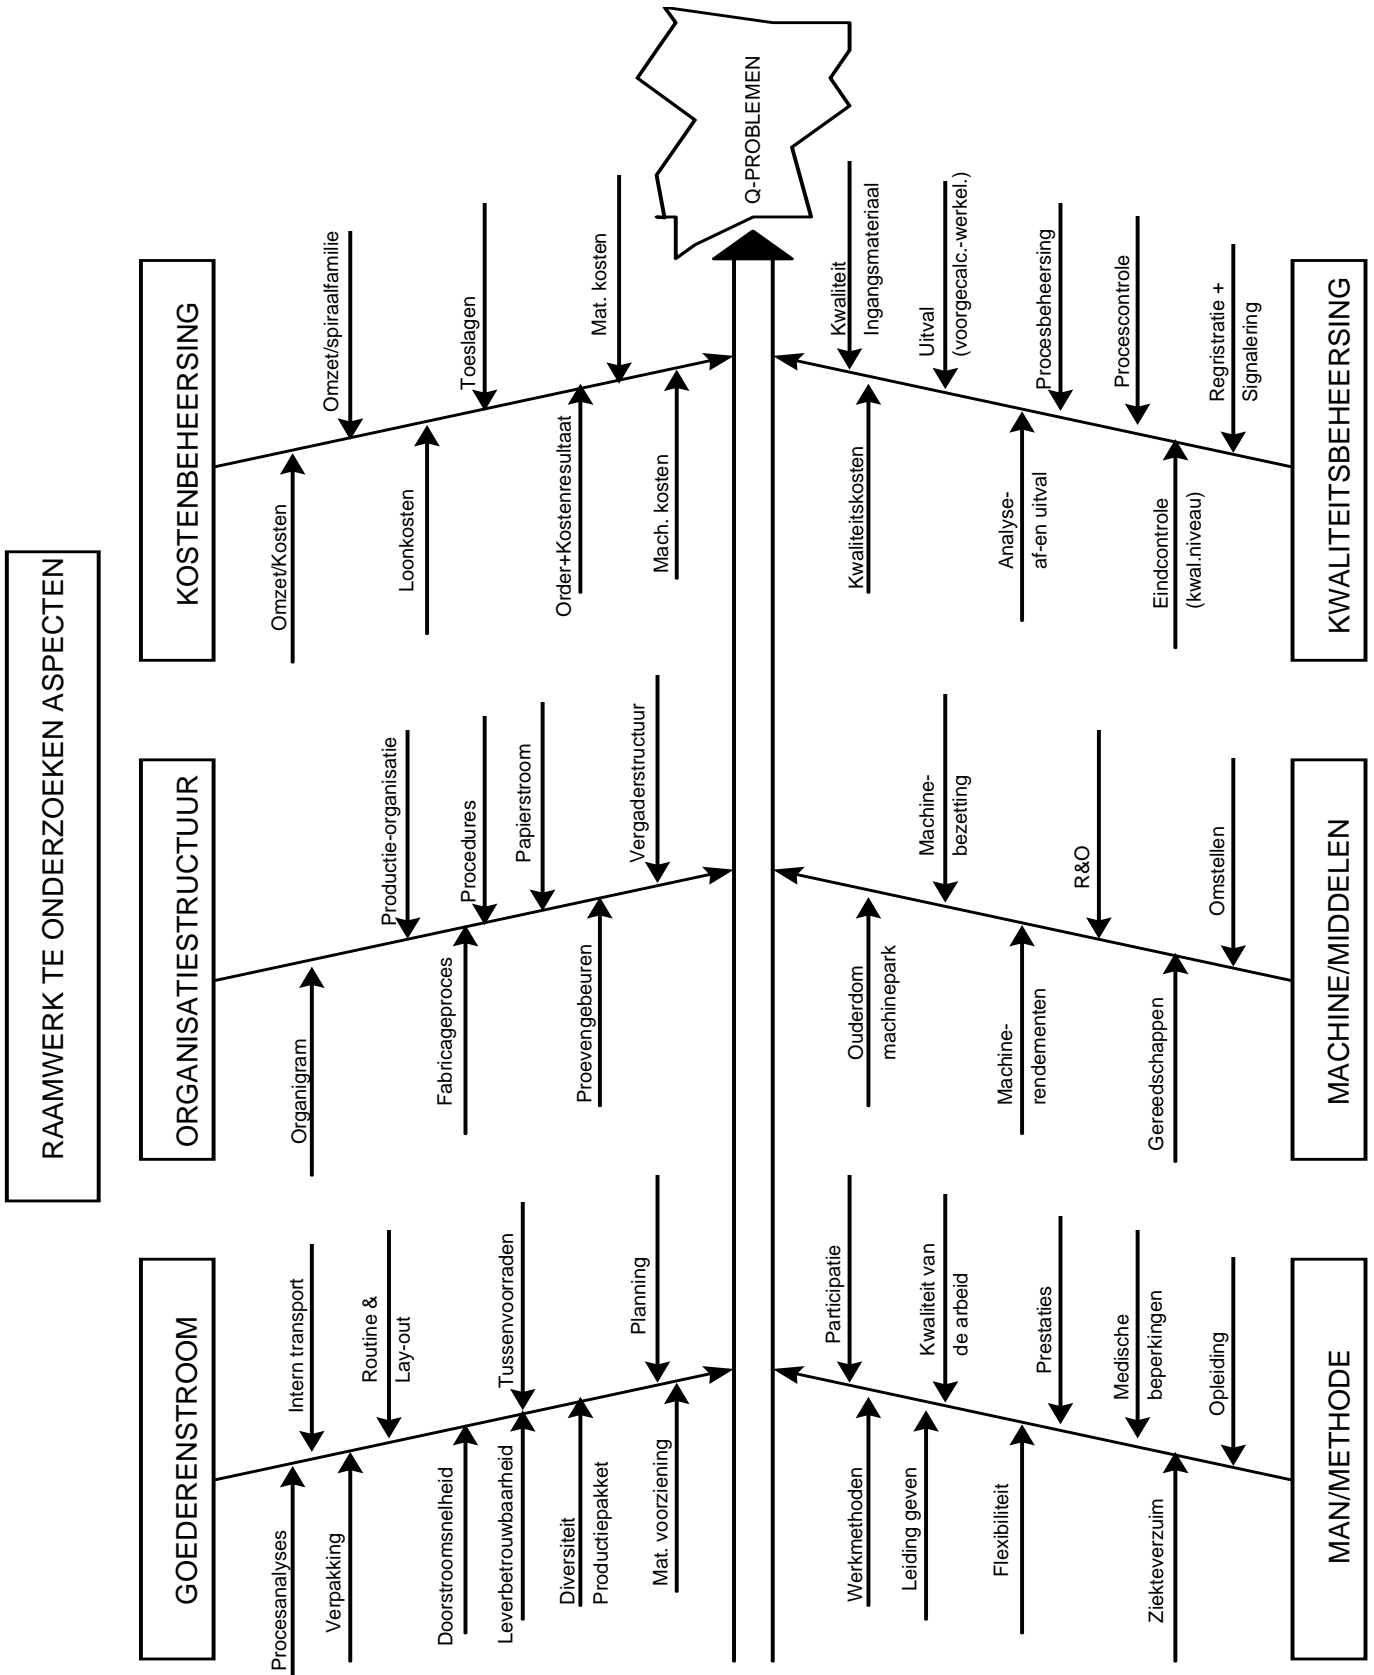 RAAMWERK TE ONDERZOEKEN ASPECTEN
GOEDERENSTROOM
Procesanalyses
Intern transport
Verpakking
Routine &
Lay-out
Doorstroomsnelheid
Tussenvoorraden
Leverbetrouwbaarheid
Diversiteit
Productiepakket
Planning
Mat. voorziening
ORGANISATIESTRUCTUUR
Organigram
Productie-organisatie
Fabricageproces
Procedures
Papierstroom
Proevengebeuren
Vergaderstructuur
KOSTENBEHEERSING
Omzet/Kosten
Omzet/spiraalfamilie
Loonkosten
Toeslagen
Order+Kostenresultaat
Mat. kosten
Mach. kosten
Q-PROBLEMEN
Participatie
Werkmethoden
Leiding geven
Kwaliteit van
de arbeid
Flexibiliteit
Prestaties
Medische
beperkingen
Ziekteverzuim
Opleiding
MAN/METHODE
Ouderdom
machinepark
Machine-
bezetting
Machine-
rendementen
R&O
Gereedschappen
Omstellen
MACHINE/MIDDELEN
Kwaliteit
Ingangsmateriaal
Kwaliteitskosten
Uitval
(voorgecalc.-werkel.)
Analyse-
af-en uitval
Procesbeheersing
Procescontrole
Eindcontrole
(kwal.niveau)
Regristratie +
Signalering
KWALITEITSBEHEERSING